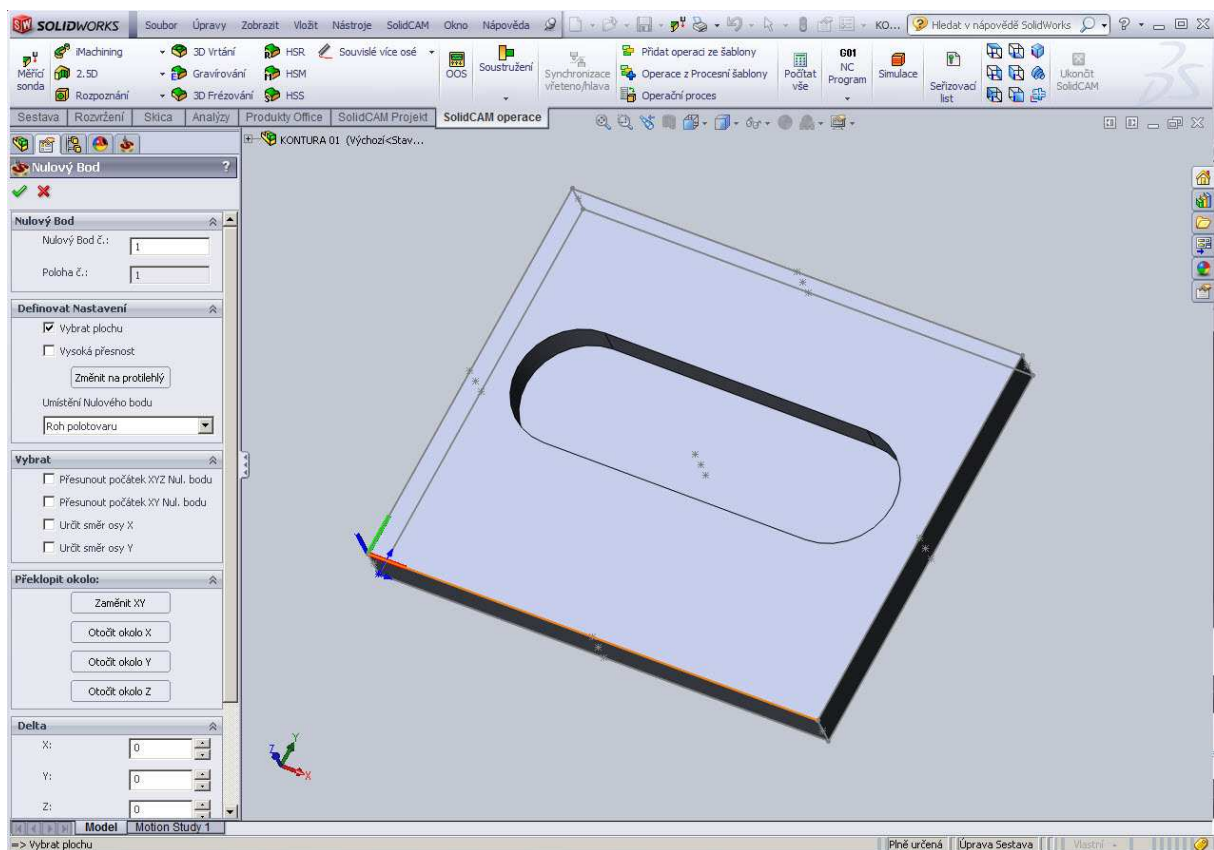 SOLIDWORKS Soubor Úpravy Zobrazit Vložit Nástroje SolidCAM Okno Nápověda KO... Hledat v nápovědě SolidWorks
Měřicí sonda
iMachining
2.5D
Rozpoznání
3D Vrtání
Gravírování
3D Frézování
HSR
HSM
HSS
Souvislé více osé
OOS
Soustružení
Synchronizace vřeteno/hlava
Přidat operaci ze šablony
Operace z Procesní šablony
Operační proces
Počítat vše
G01
NC Program
Simulace
Seřizovací list
Ukončit SolidCAM
Sestava Rozvržení Skica Analýzy Produkty Office SolidCAM Projekt SolidCAM operace
KONTURA 01 (Výchozí<Stav...
Nulový Bod ?
Nulový Bod
Nulový Bod č.: 1
Poloha č.: 1
Definovat Nastavení
Vybrat plochu
Vysoká přesnost
Změnit na protilehlý
Umístění Nulového bodu
Roh polotovaru
Vybrat
Přesunout počátek XYZ Nul. bodu
Přesunout počátek XY Nul. bodu
Určit směr osy X
Určit směr osy Y
Překlopit okolo:
Zaměnit XY
Otočit okolo X
Otočit okolo Y
Otočit okolo Z
Delta
X: 0
Y: 0
Z: 0
Z Y X
Model Motion Study 1
=> Vybrat plochu Plně určená Úprava Sestava Vlastní